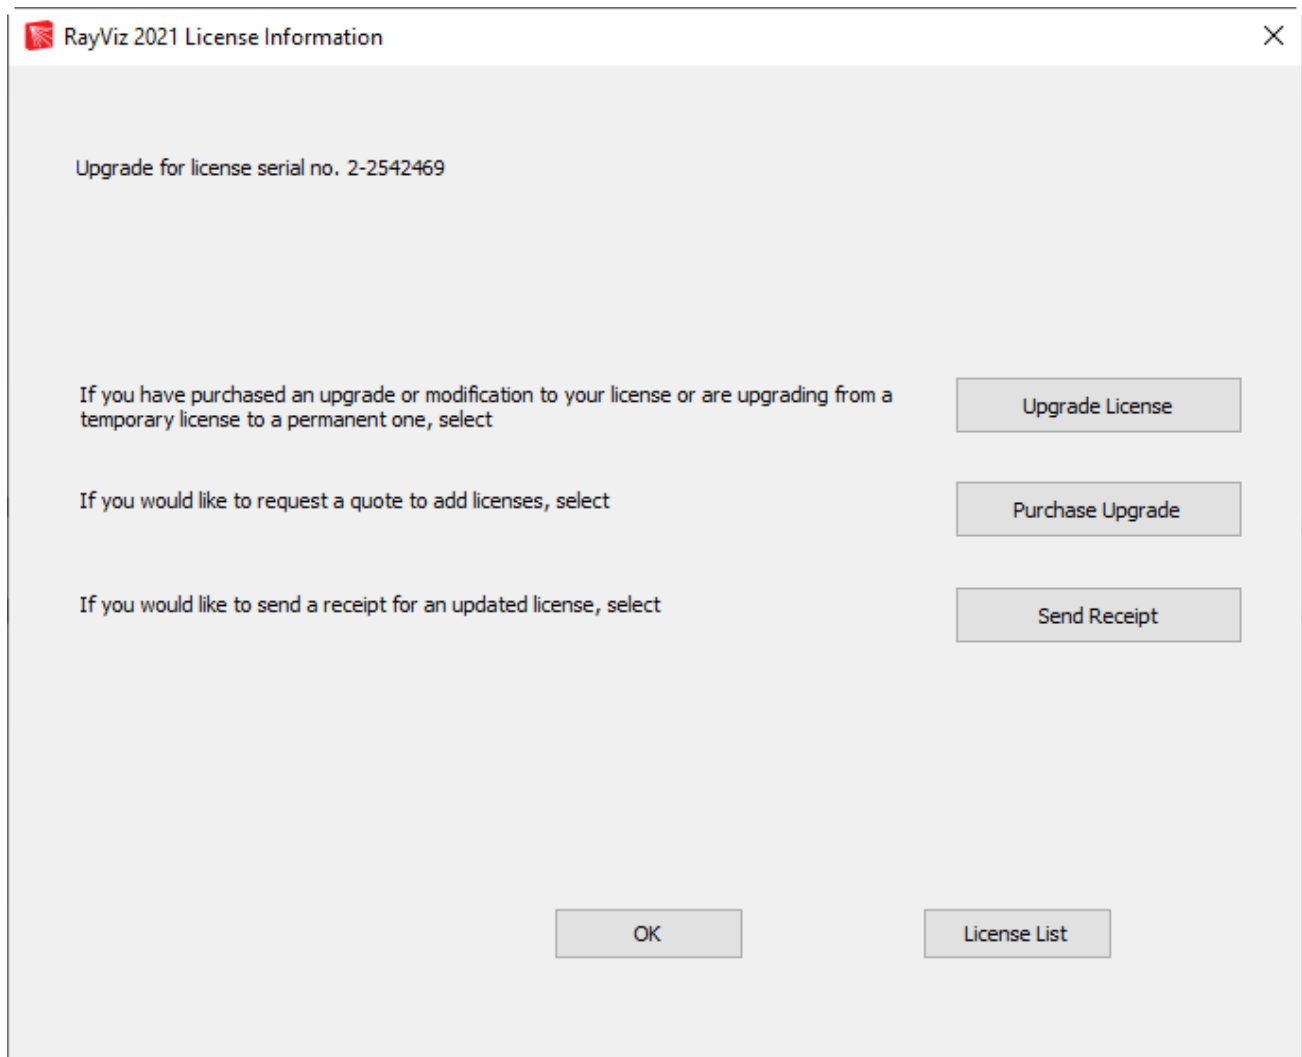 RayViz 2021 License Information
Upgrade for license serial no. 2-2542469
If you have purchased an upgrade or modification to your license or are upgrading from a
temporary license to a permanent one, select
Upgrade License
If you would like to request a quote to add licenses, select
Purchase Upgrade
If you would like to send a receipt for an updated license, select
Send Receipt
OK
License List